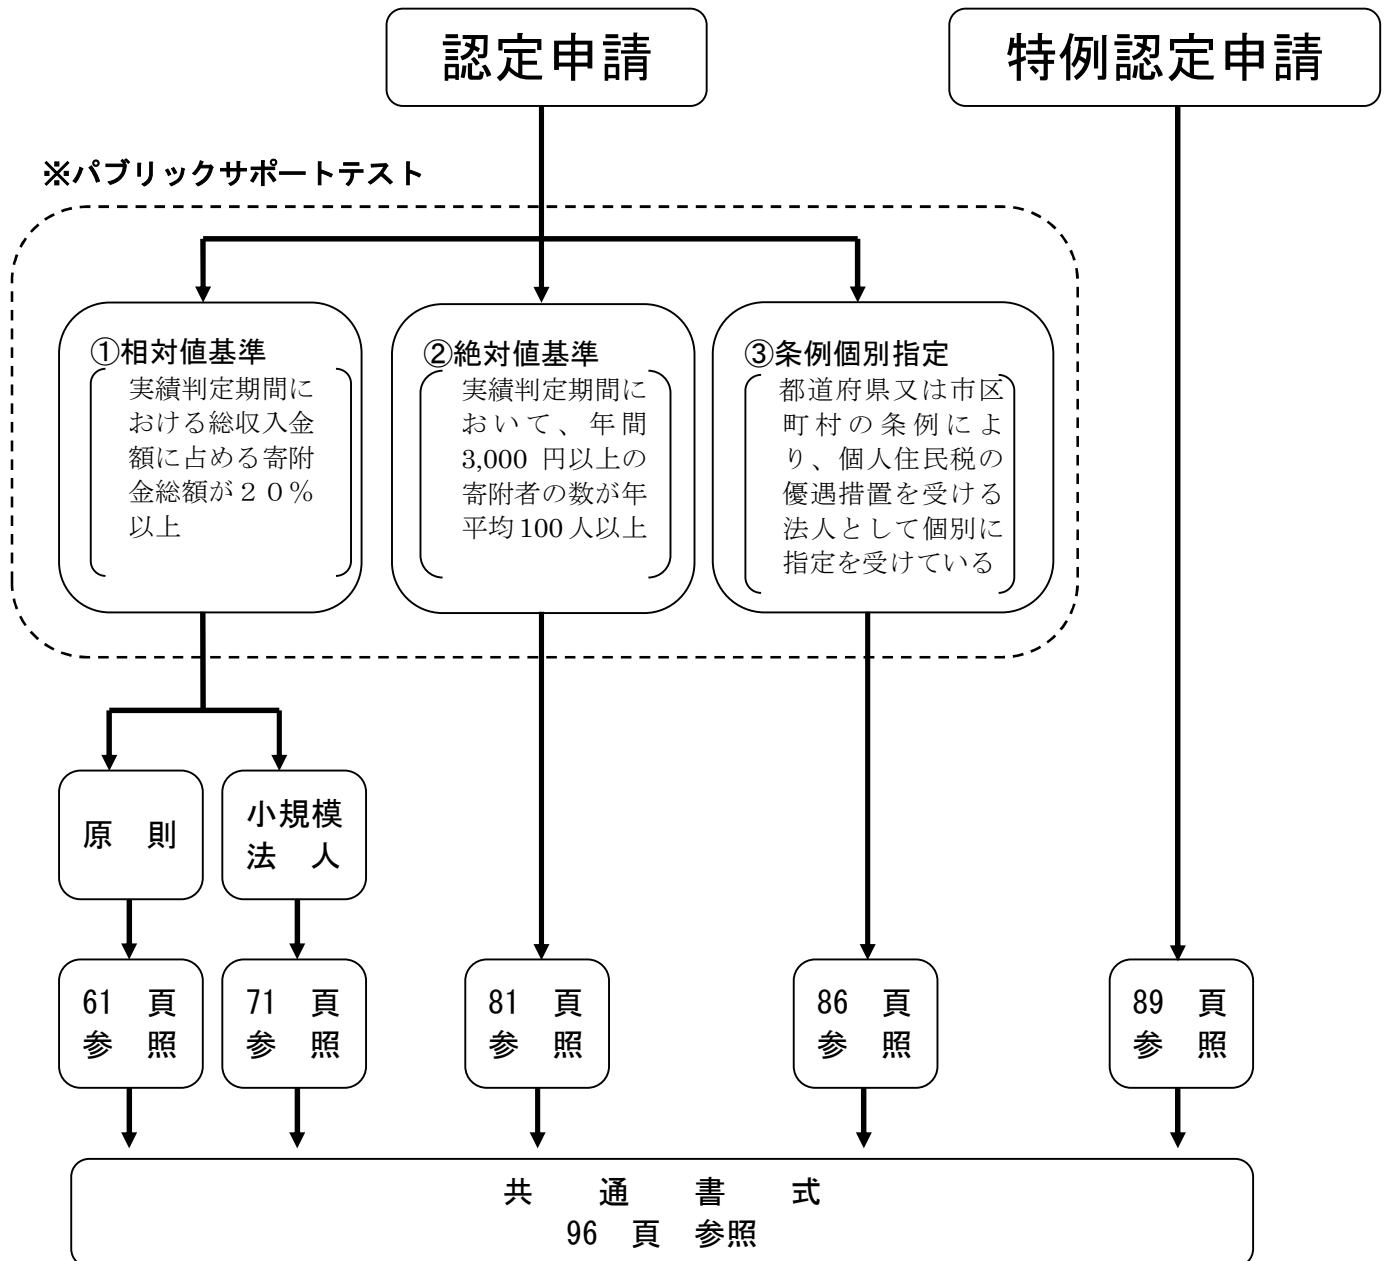 認定申請
特例認定申請
※パブリックサポートテスト
①相対値基準
実績判定期間に
おける総収入金
額に占める寄附
金総額が２０％
以上
②絶対値基準
実績判定期間に
おいて、年間
3,000 円以上の
寄附者の数が年
平均 100 人以上
③条例個別指定
都道府県又は市区
町村の条例によ
り、個人住民税の
優遇措置を受ける
法人として個別に
指定を受けている
原　則
小規模
法　人
61　頁
参　照
71　頁
参　照
81　頁
参　照
86　頁
参　照
89　頁
参　照
共　通　書　式
96　頁　参照